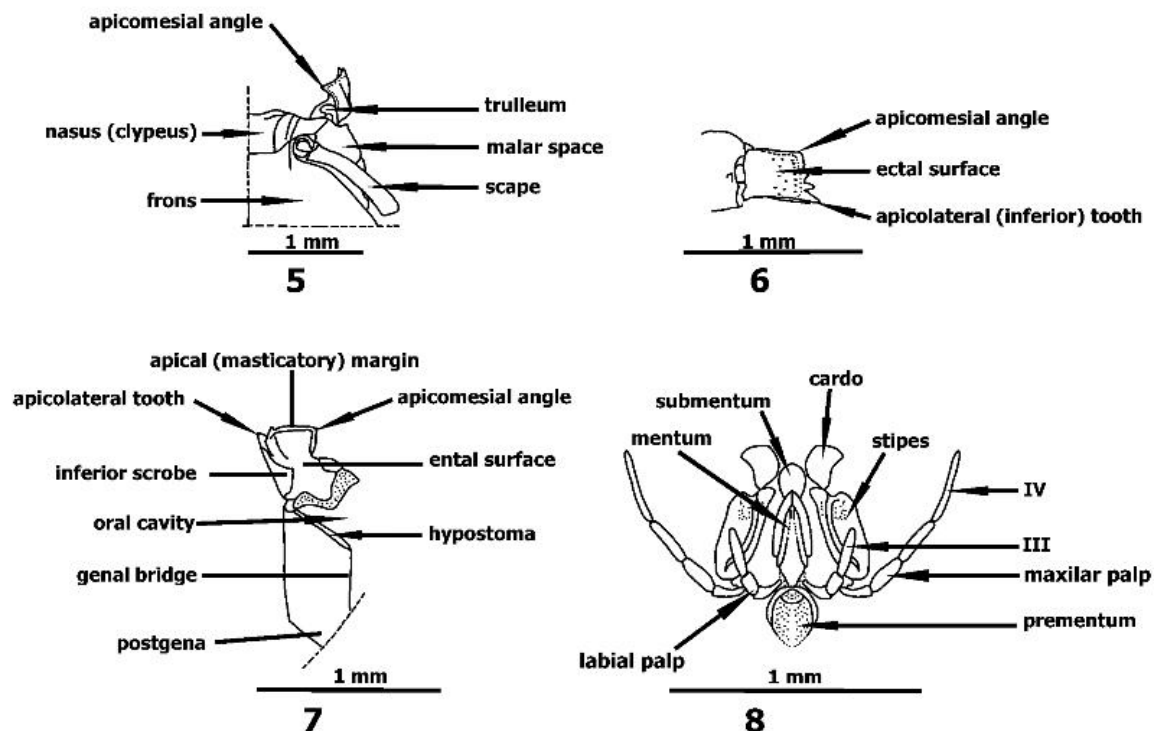 apicomesial angle
trulleum
nasus (clypeus)
malar space
scape
frons
1 mm
5
apicomesial angle
ectal surface
apicolateral (inferior) tooth
1 mm
6
apical (masticatory) margin
apicolateral tooth
apicomesial angle
inferior scrobe
ental surface
oral cavity
hypostoma
genal bridge
postgena
1 mm
7
cardo
submentum
mentum
stipes
IV
III
maxilar palp
prementum
labial palp
1 mm
8